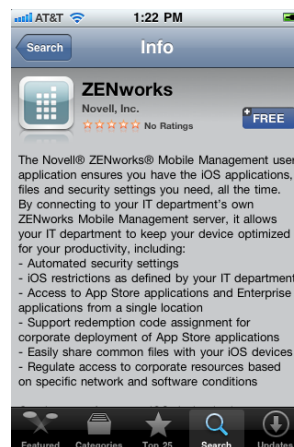 AT&T 1:22 PM
Search Info
ZENworks
Novell, Inc.
No Ratings
FREE
The Novell® ZENworks® Mobile Management user
application ensures you have the iOS applications,
files and security settings you need, all the time.
By connecting to your IT department's own
ZENworks Mobile Management server, it allows
your IT department to keep your device optimized
for your productivity, including:
- Automated security settings
- iOS restrictions as defined by your IT department
- Access to App Store applications and Enterprise
applications from a single location
- Support redemption code assignment for
corporate deployment of App Store applications
- Easily share common files with your iOS devices
- Regulate access to corporate resources based
on specific network and software conditions
Featured Categories Top 25 Search Updates